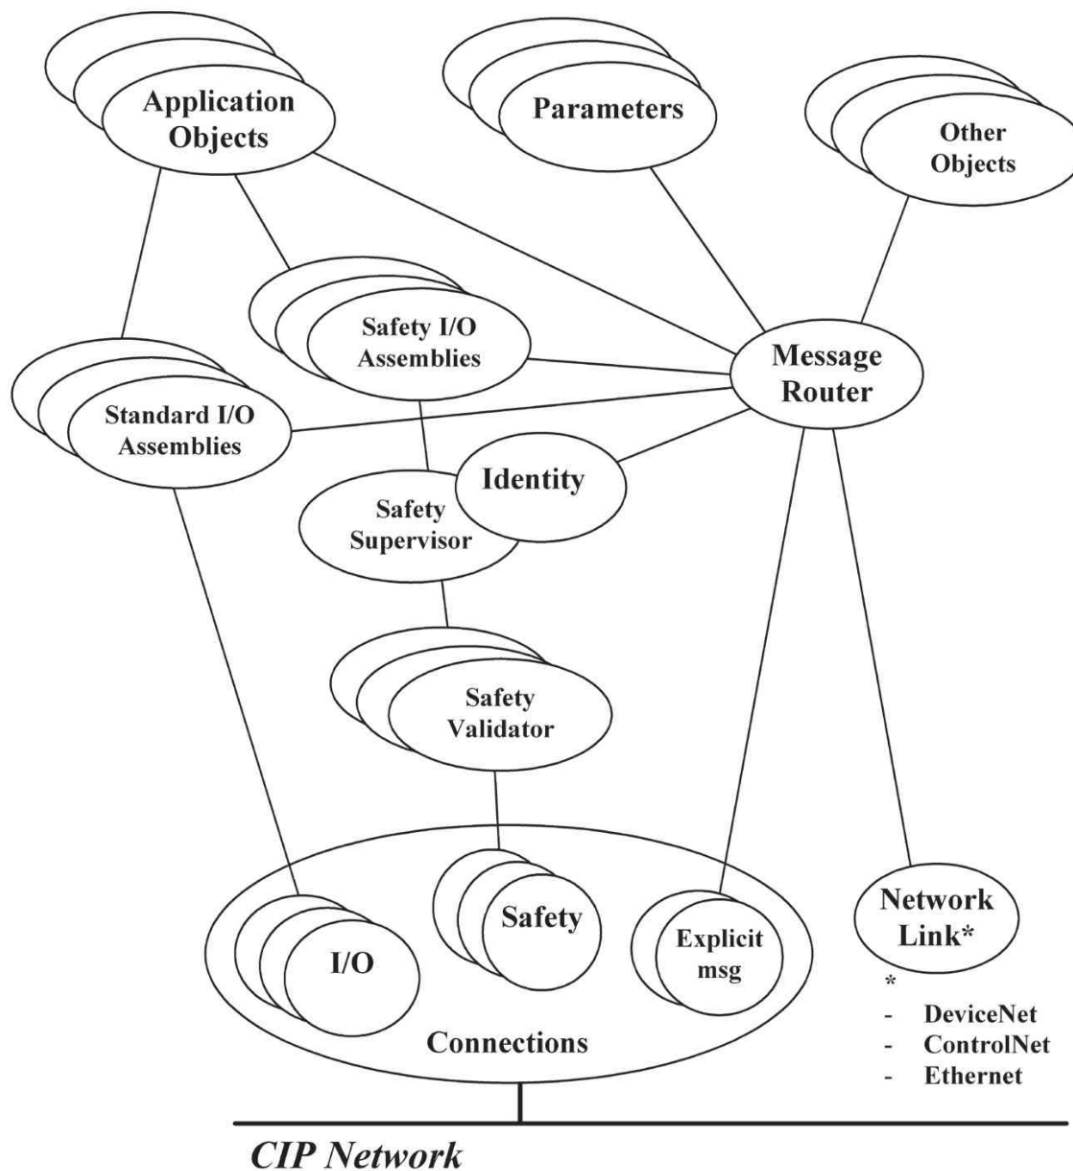 Application
Objects
Parameters
Other
Objects
Safety I/O
Assemblies
Message
Router
Standard I/O
Assemblies
Identity
Safety
Supervisor
Safety
Validator
I/O
Safety
Explicit
msg
Connections
Network
Link*
*
- DeviceNet
- ControlNet
- Ethernet
CIP Network